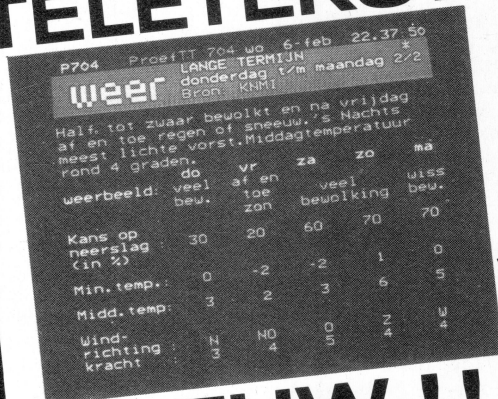 TELETEKST
P704 ProefTT 704 wo 6-feb 22.37.50
weer LANGE TERMIJN *
donderdag t/m maandag 2/2
Bron: KNMI
Half. tot zwaar bewolkt en na vrijdag
af en toe regen of sneeuw.'s Nachts
meest lichte vorst.Middagtemperatuur
rond 4 graden.
do vr za zo ma
weerbeeld: veel af en veel wiss
bew. toe bewolking bew.
zon
Kans op
neerslag : 30 20 60 70 70
(in %)
Min.temp.: 0 -2 -2 1 0
Midd.temp: 3 2 3 6 5
Wind-
richting : N NO O Z W
kracht : 3 4 5 4 4